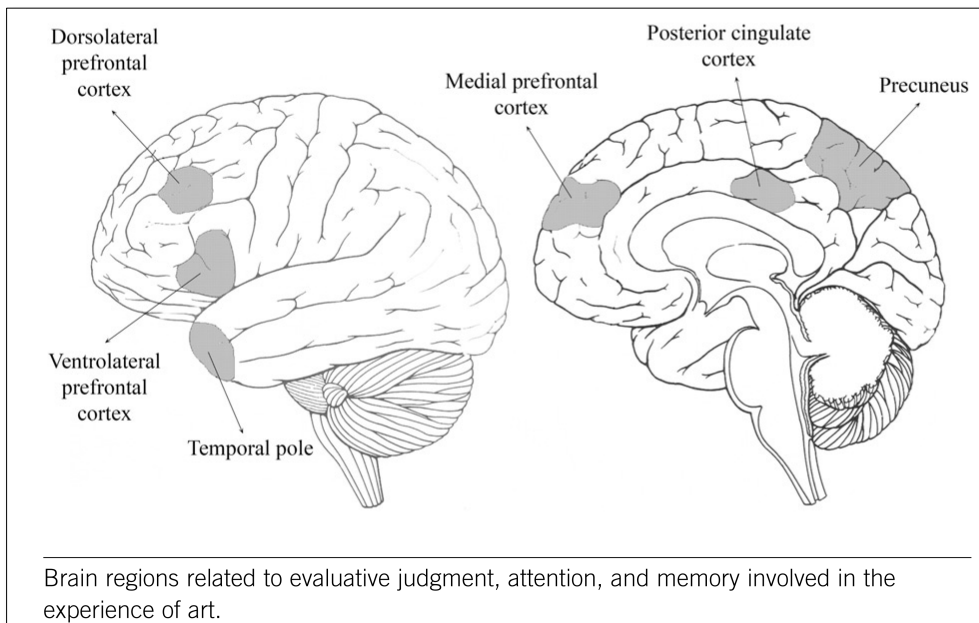 Dorsolateral
prefrontal
cortex
Ventrolateral
prefrontal
cortex
Temporal pole
Medial prefrontal
cortex
Posterior cingulate
cortex
Precuneus
Brain regions related to evaluative judgment, attention, and memory involved in the
experience of art.